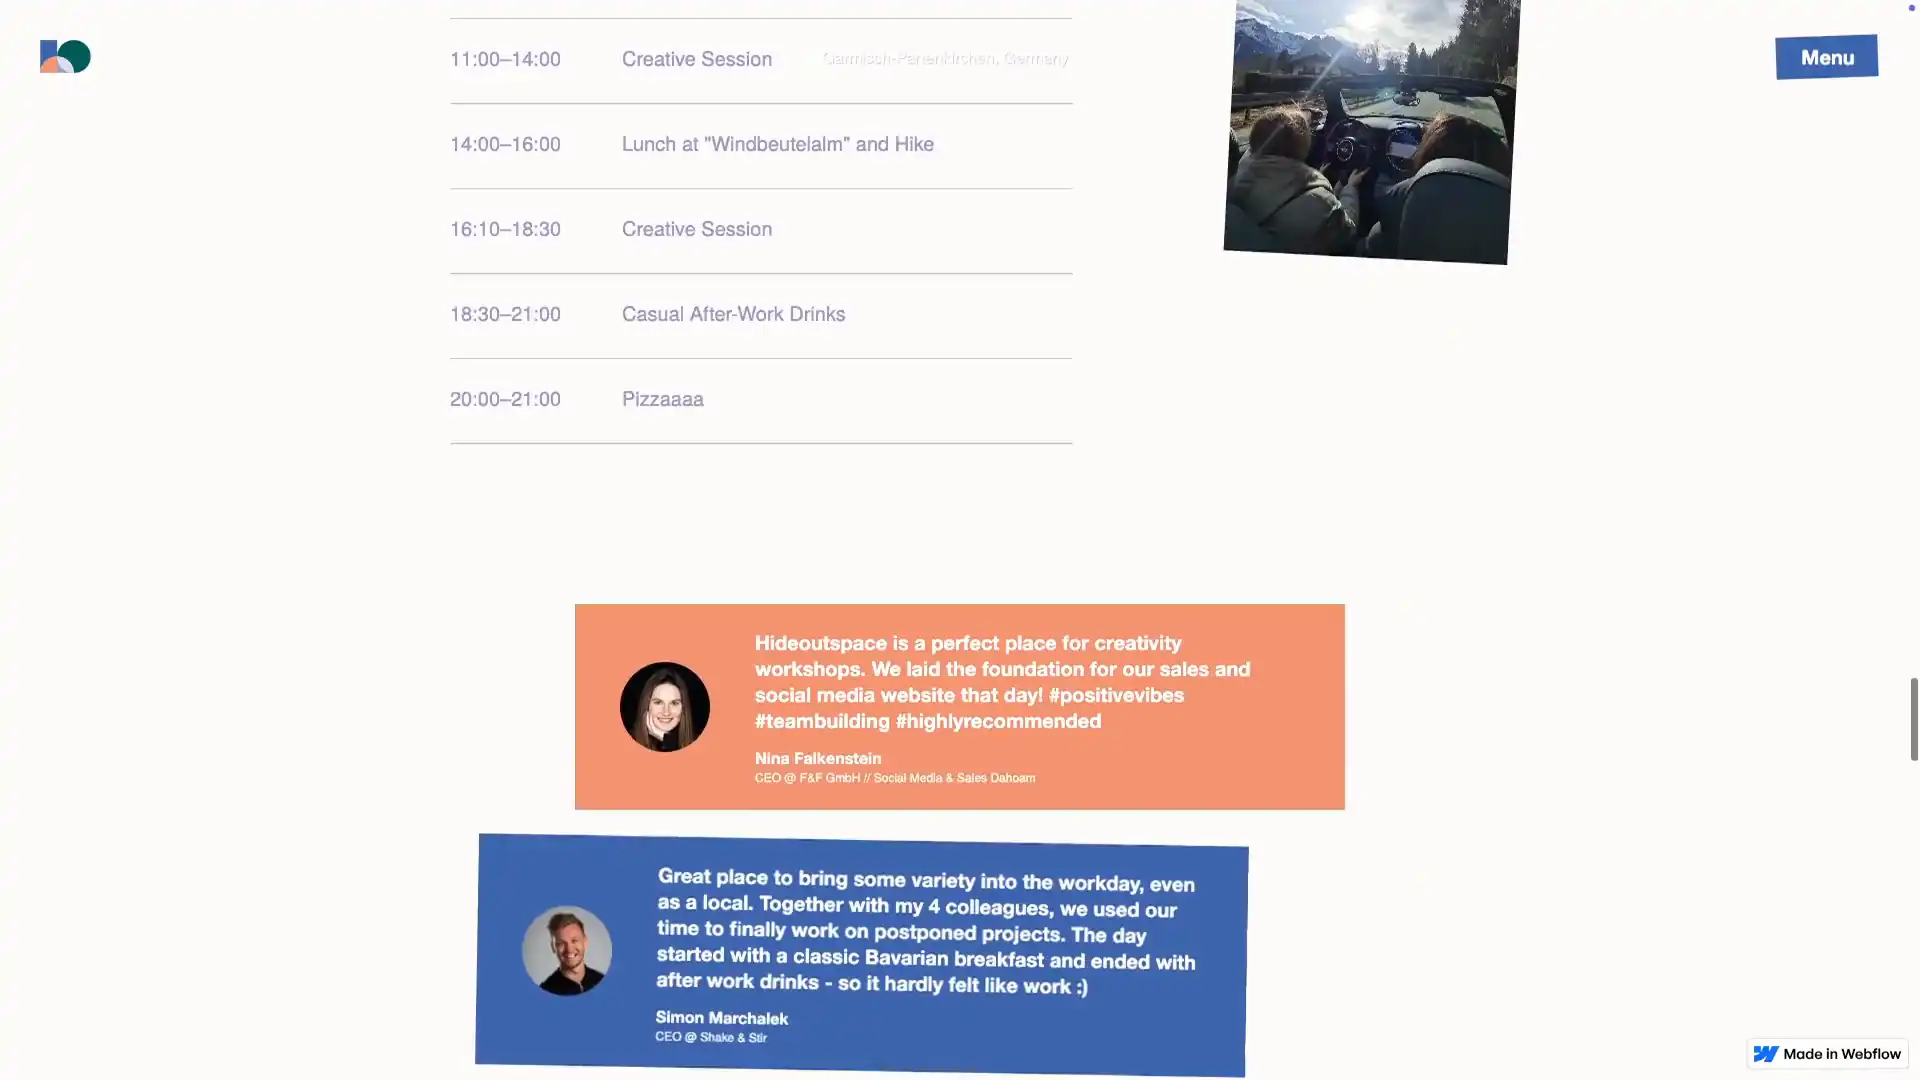 11:00–14:00 Creative Session Garmisch-Partenkirchen, Germany
Menu
14:00–16:00 Lunch at "Windbeutelalm" and Hike
16:10–18:30 Creative Session
18:30–21:00 Casual After-Work Drinks
20:00–21:00 Pizzaaaa
Hideoutspace is a perfect place for creativity
workshops. We laid the foundation for our sales and
social media website that day! #positivevibes
#teambuilding #highlyrecommended
Nina Falkenstein
CEO @ F&F GmbH // Social Media & Sales Dahoam
Great place to bring some variety into the workday, even
as a local. Together with my 4 colleagues, we used our
time to finally work on postponed projects. The day
started with a classic Bavarian breakfast and ended with
after work drinks - so it hardly felt like work :)
Simon Marchalek
CEO @ Shake & Stir
Made in Webflow